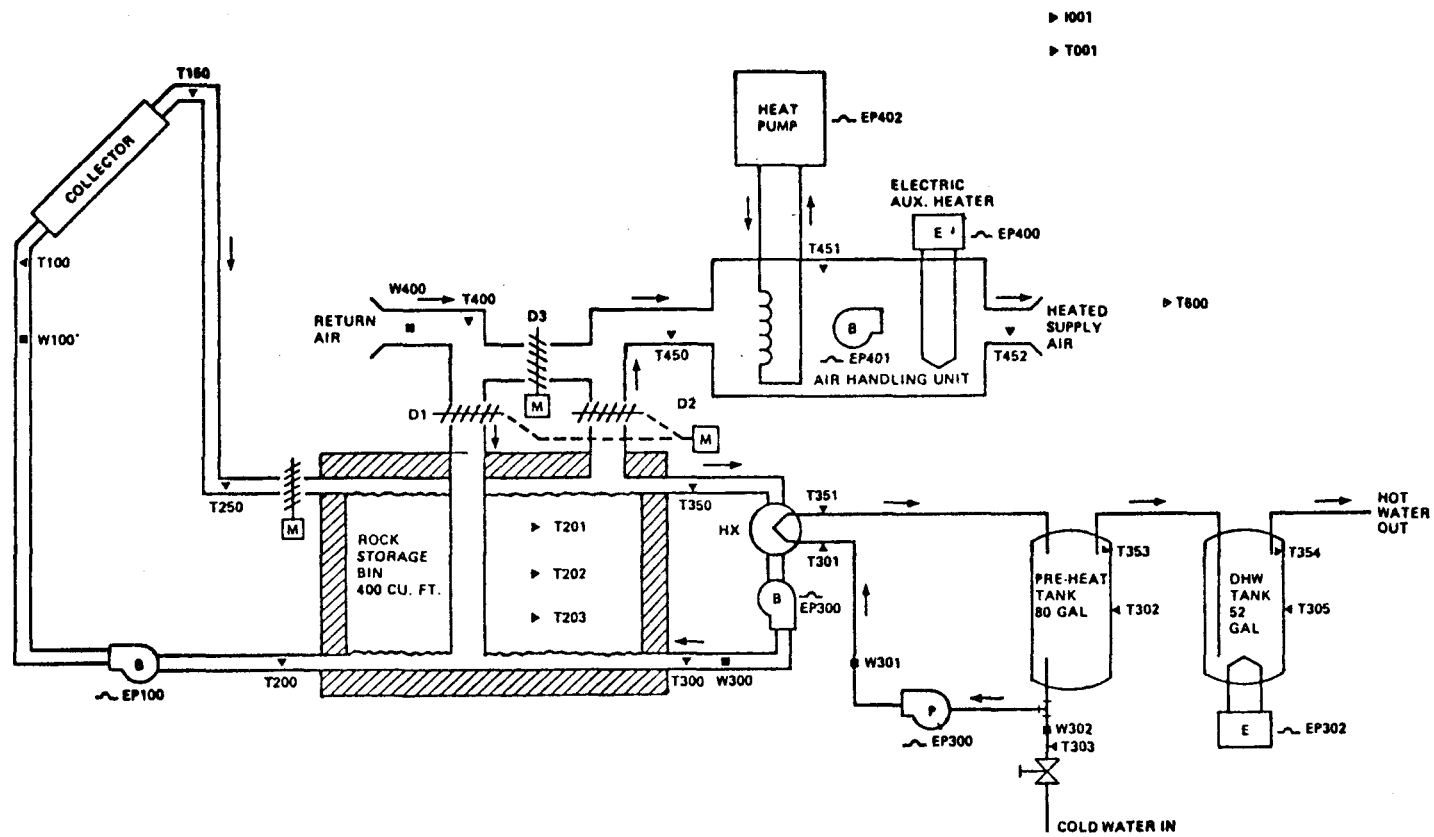 I001
T001
T150
HEAT
PUMP
EP402
COLLECTOR
ELECTRIC
AUX. HEATER
E
EP400
T451
T100
W400
T400
D3
T600
RETURN
AIR
HEATED
SUPPLY
AIR
W100
B
T450
EP401
T452
AIR HANDLING UNIT
M
D1
D2
M
T250
T350
T351
HOT
WATER
OUT
M
T201
HX
ROCK
STORAGE
BIN
400 CU. FT.
T301
T353
T354
T202
PRE-HEAT
TANK
80 GAL
DHW
TANK
52
GAL
B
EP300
T302
T305
T203
B
T200
T300
W300
W301
EP100
P
EP300
W302
T303
E
EP302
COLD WATER IN